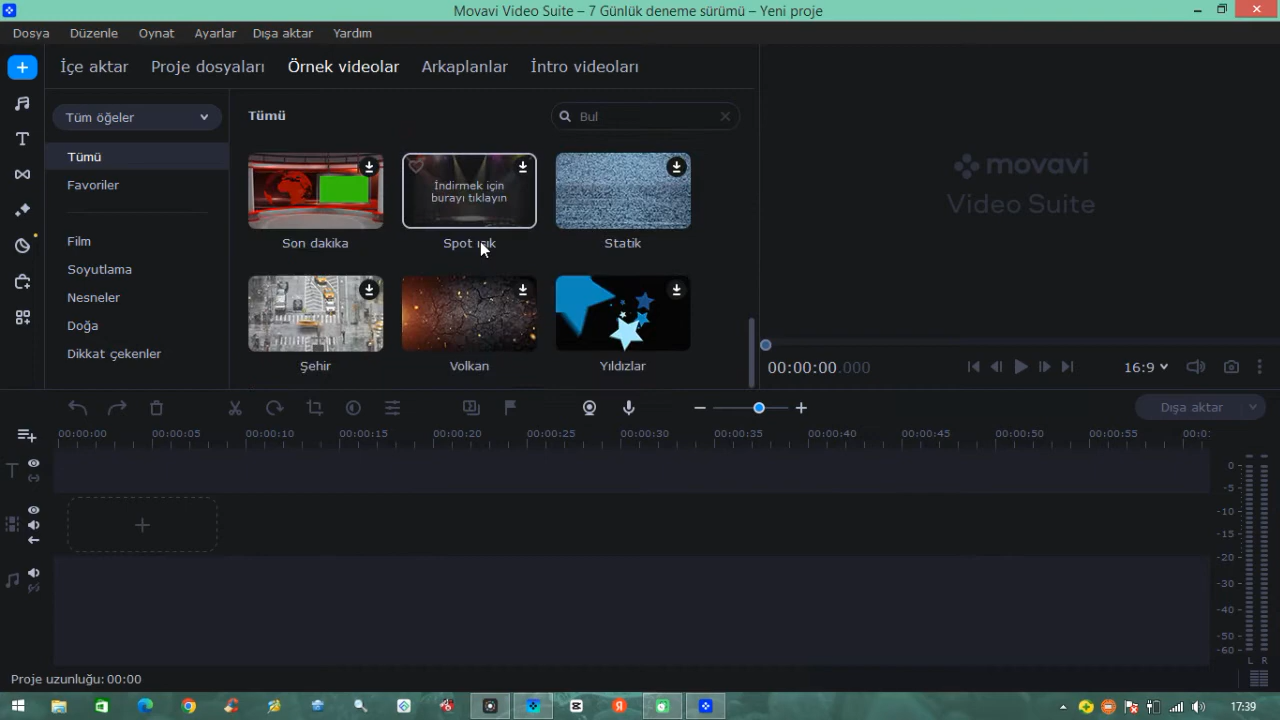 Movavi Video Suite – 7 Günlük deneme sürümü – Yeni proje
Dosya Düzenle Oynat Ayarlar Dışa aktar Yardım
İçe aktar Proje dosyaları Örnek videolar Arkaplanlar İntro videoları
Tüm öğeler
Tümü
Favoriler
Film
Soyutlama
Nesneler
Doğa
Dikkat çekenler
Tümü
Bul
İndirmek için
burayı tıklayın
Son dakika Spot ışık Statik
Şehir Volkan Yıldızlar
movavi
Video Suite
00:00:00.000
16:9
Dışa aktar
00:00:00 00:00:05 00:00:10 00:00:15 00:00:20 00:00:25 00:00:30 00:00:35 00:00:40 00:00:45 00:00:50 00:00:55 00:0
T
0
-5
-10
-15
-20
-30
-40
-50
-60
L R
Proje uzunluğu: 00:00
17:39